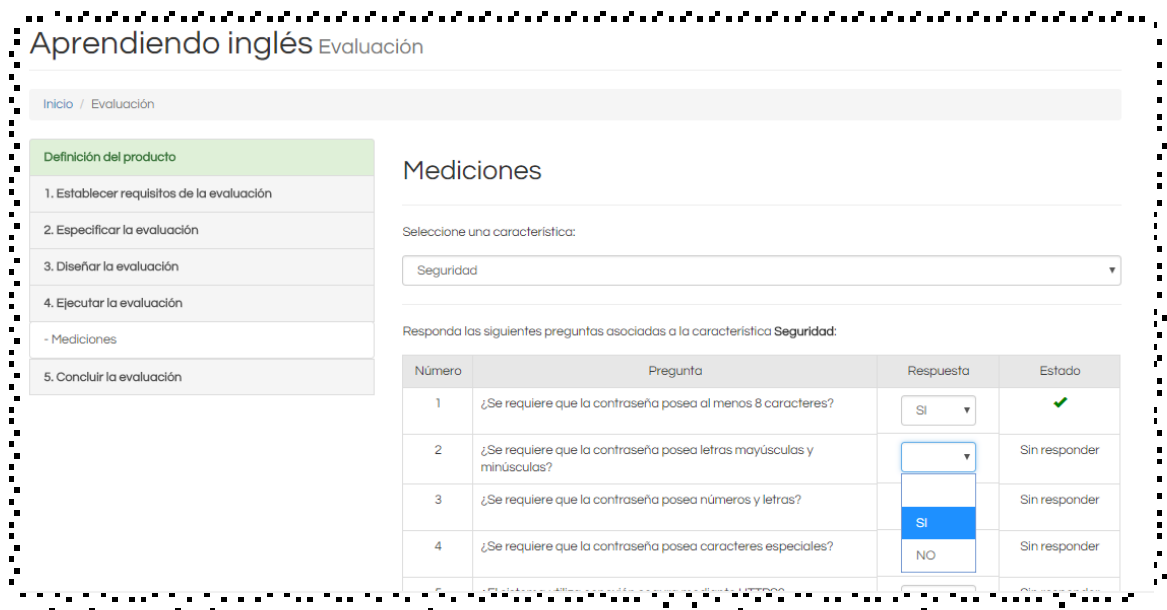 Aprendiendo inglés Evaluación
Inicio / Evaluación
Definición del producto
1. Establecer requisitos de la evaluación
2. Especificar la evaluación
3. Diseñar la evaluación
4. Ejecutar la evaluación
- Mediciones
5. Concluir la evaluación
Mediciones
Seleccione una característica:
Seguridad
Responda las siguientes preguntas asociadas a la característica Seguridad:
Número Pregunta Respuesta Estado
1 ¿Se requiere que la contraseña posea al menos 8 caracteres? SI
2 ¿Se requiere que la contraseña posea letras mayúsculas y
minúsculas? Sin responder
3 ¿Se requiere que la contraseña posea números y letras? Sin responder
SI
4 ¿Se requiere que la contraseña posea caracteres especiales? Sin responder
NO